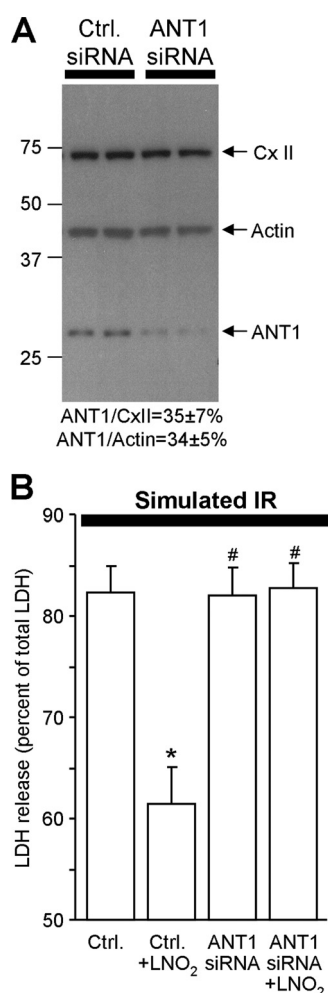 A
Ctrl. ANT1
siRNA siRNA
75
Cx II
50
Actin
37
ANT1
25
ANT1/CxII=35±7%
ANT1/Actin=34±5%
B
Simulated IR
LDH release (percent of total LDH)
90
80
70
60
50
*
#
#
Ctrl. Ctrl. ANT1 ANT1
+LNO₂ siRNA siRNA
+LNO₂